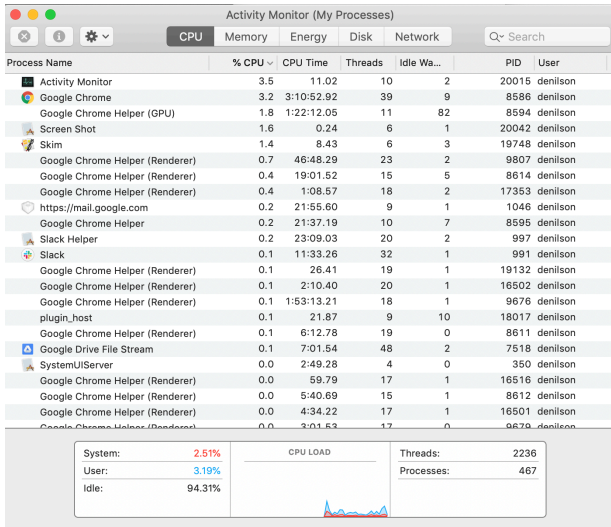 Activity Monitor (My Processes)
CPU Memory Energy Disk Network Search
Process Name % CPU CPU Time Threads Idle Wa... PID User
Activity Monitor 3.5 11.02 10 2 20015 denilson
Google Chrome 3.2 3:10:52.92 39 9 8586 denilson
Google Chrome Helper (GPU) 1.8 1:22:12.05 11 82 8594 denilson
Screen Shot 1.6 0.24 6 1 20042 denilson
Skim 1.4 8.43 6 3 19748 denilson
Google Chrome Helper (Renderer) 0.7 46:48.29 23 2 9807 denilson
Google Chrome Helper (Renderer) 0.4 19:01.52 15 5 8614 denilson
Google Chrome Helper (Renderer) 0.4 1:08.57 18 2 17353 denilson
https://mail.google.com 0.2 21:55.60 9 1 1046 denilson
Google Chrome Helper 0.2 21:37.19 10 7 8595 denilson
Slack Helper 0.2 23:09.03 20 2 997 denilson
Slack 0.1 11:33.26 32 1 991 denilson
Google Chrome Helper (Renderer) 0.1 26.41 19 1 19132 denilson
Google Chrome Helper (Renderer) 0.1 2:10.40 20 1 16502 denilson
Google Chrome Helper (Renderer) 0.1 1:53:13.21 18 1 9676 denilson
plugin_host 0.1 21.87 9 10 18017 denilson
Google Chrome Helper (Renderer) 0.1 6:12.78 19 0 8611 denilson
Google Drive File Stream 0.1 7:01.54 48 2 7518 denilson
SystemUIServer 0.0 2:49.28 4 0 350 denilson
Google Chrome Helper (Renderer) 0.0 59.79 17 1 16516 denilson
Google Chrome Helper (Renderer) 0.0 5:40.69 15 1 8612 denilson
Google Chrome Helper (Renderer) 0.0 4:34.22 17 1 16501 denilson
Google Chrome Helper (Renderer) 0.0 3:01.53 17 0 9679 denilson
System: 2.51% CPU LOAD Threads: 2236
User: 3.19% Processes: 467
Idle: 94.31%